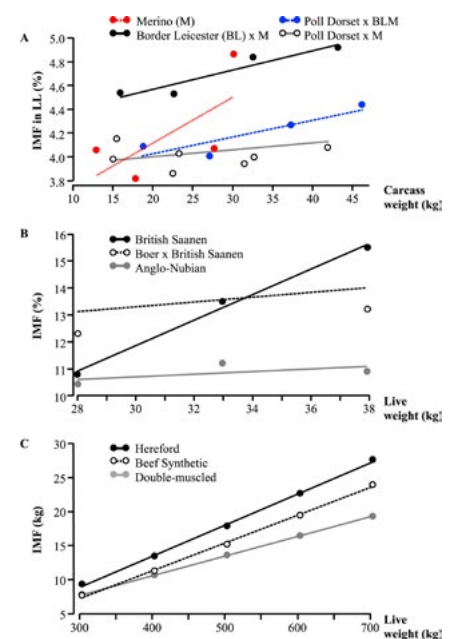 Merino (M)
Poll Dorset x BLM
A
Border Leicester (BL) x M
Poll Dorset x M
IMF in LL (%)
5.0
4.8
4.6
4.4
4.2
4.0
3.8
10 15 20 25 30 35 40 45
Carcass
weight (kg)
B
British Saanen
Boer x British Saanen
Anglo-Nubian
IMF (%)
16
15
14
13
12
11
10
28 30 32 34 36 38
Live
weight (kg)
C
Hereford
Beef Synthetic
Double-muscled
IMF (kg)
30
25
20
15
10
5
0
300 400 500 600 700
Live
weight (kg)